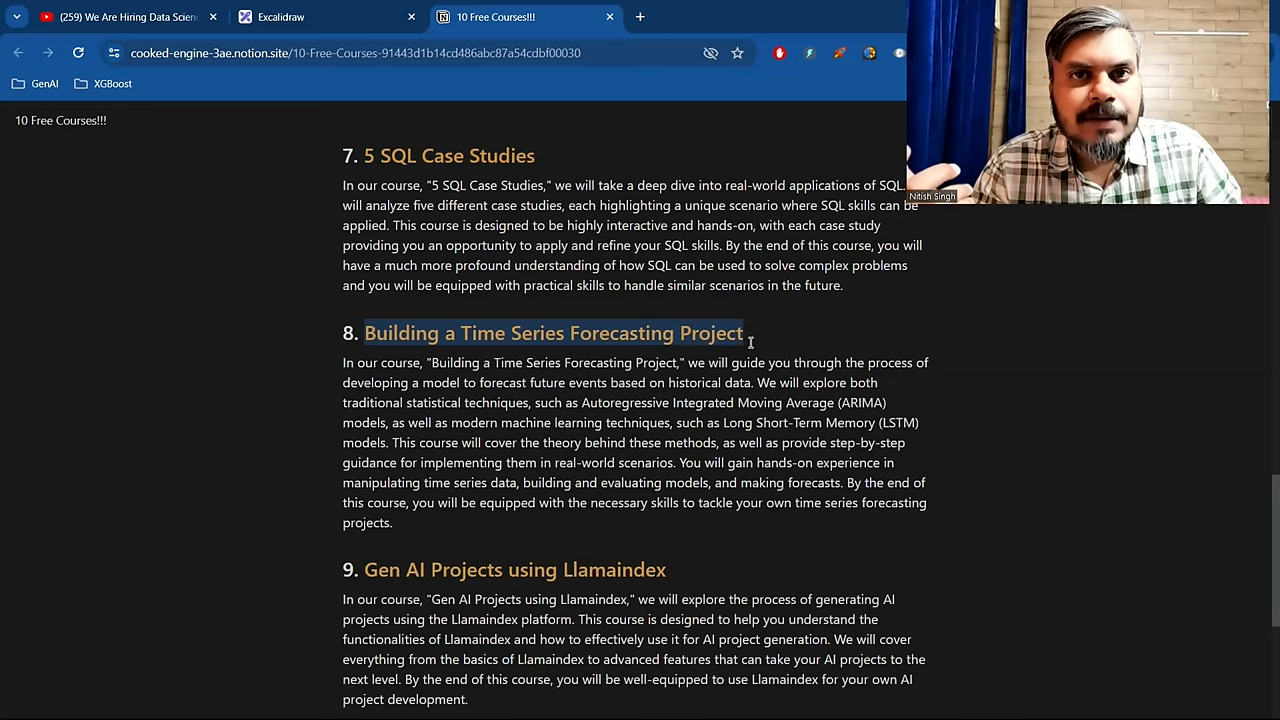 (259) We Are Hiring Data Scien
Excalidraw
10 Free Courses!!!
cooked-engine-3ae.notion.site/10-Free-Courses-91443d1b14cd486abc87a54cdbf00030
GenAI
XGBoost
10 Free Courses!!!
Nitish Singh
7. 5 SQL Case Studies
In our course, "5 SQL Case Studies," we will take a deep dive into real-world applications of SQL.
will analyze five different case studies, each highlighting a unique scenario where SQL skills can be
applied. This course is designed to be highly interactive and hands-on, with each case study
providing you an opportunity to apply and refine your SQL skills. By the end of this course, you will
have a much more profound understanding of how SQL can be used to solve complex problems
and you will be equipped with practical skills to handle similar scenarios in the future.
8. Building a Time Series Forecasting Project
In our course, "Building a Time Series Forecasting Project," we will guide you through the process of
developing a model to forecast future events based on historical data. We will explore both
traditional statistical techniques, such as Autoregressive Integrated Moving Average (ARIMA)
models, as well as modern machine learning techniques, such as Long Short-Term Memory (LSTM)
models. This course will cover the theory behind these methods, as well as provide step-by-step
guidance for implementing them in real-world scenarios. You will gain hands-on experience in
manipulating time series data, building and evaluating models, and making forecasts. By the end of
this course, you will be equipped with the necessary skills to tackle your own time series forecasting
projects.
9. Gen AI Projects using Llamaindex
In our course, "Gen AI Projects using Llamaindex," we will explore the process of generating AI
projects using the Llamaindex platform. This course is designed to help you understand the
functionalities of Llamaindex and how to effectively use it for AI project generation. We will cover
everything from the basics of Llamaindex to advanced features that can take your AI projects to the
next level. By the end of this course, you will be well-equipped to use Llamaindex for your own AI
project development.